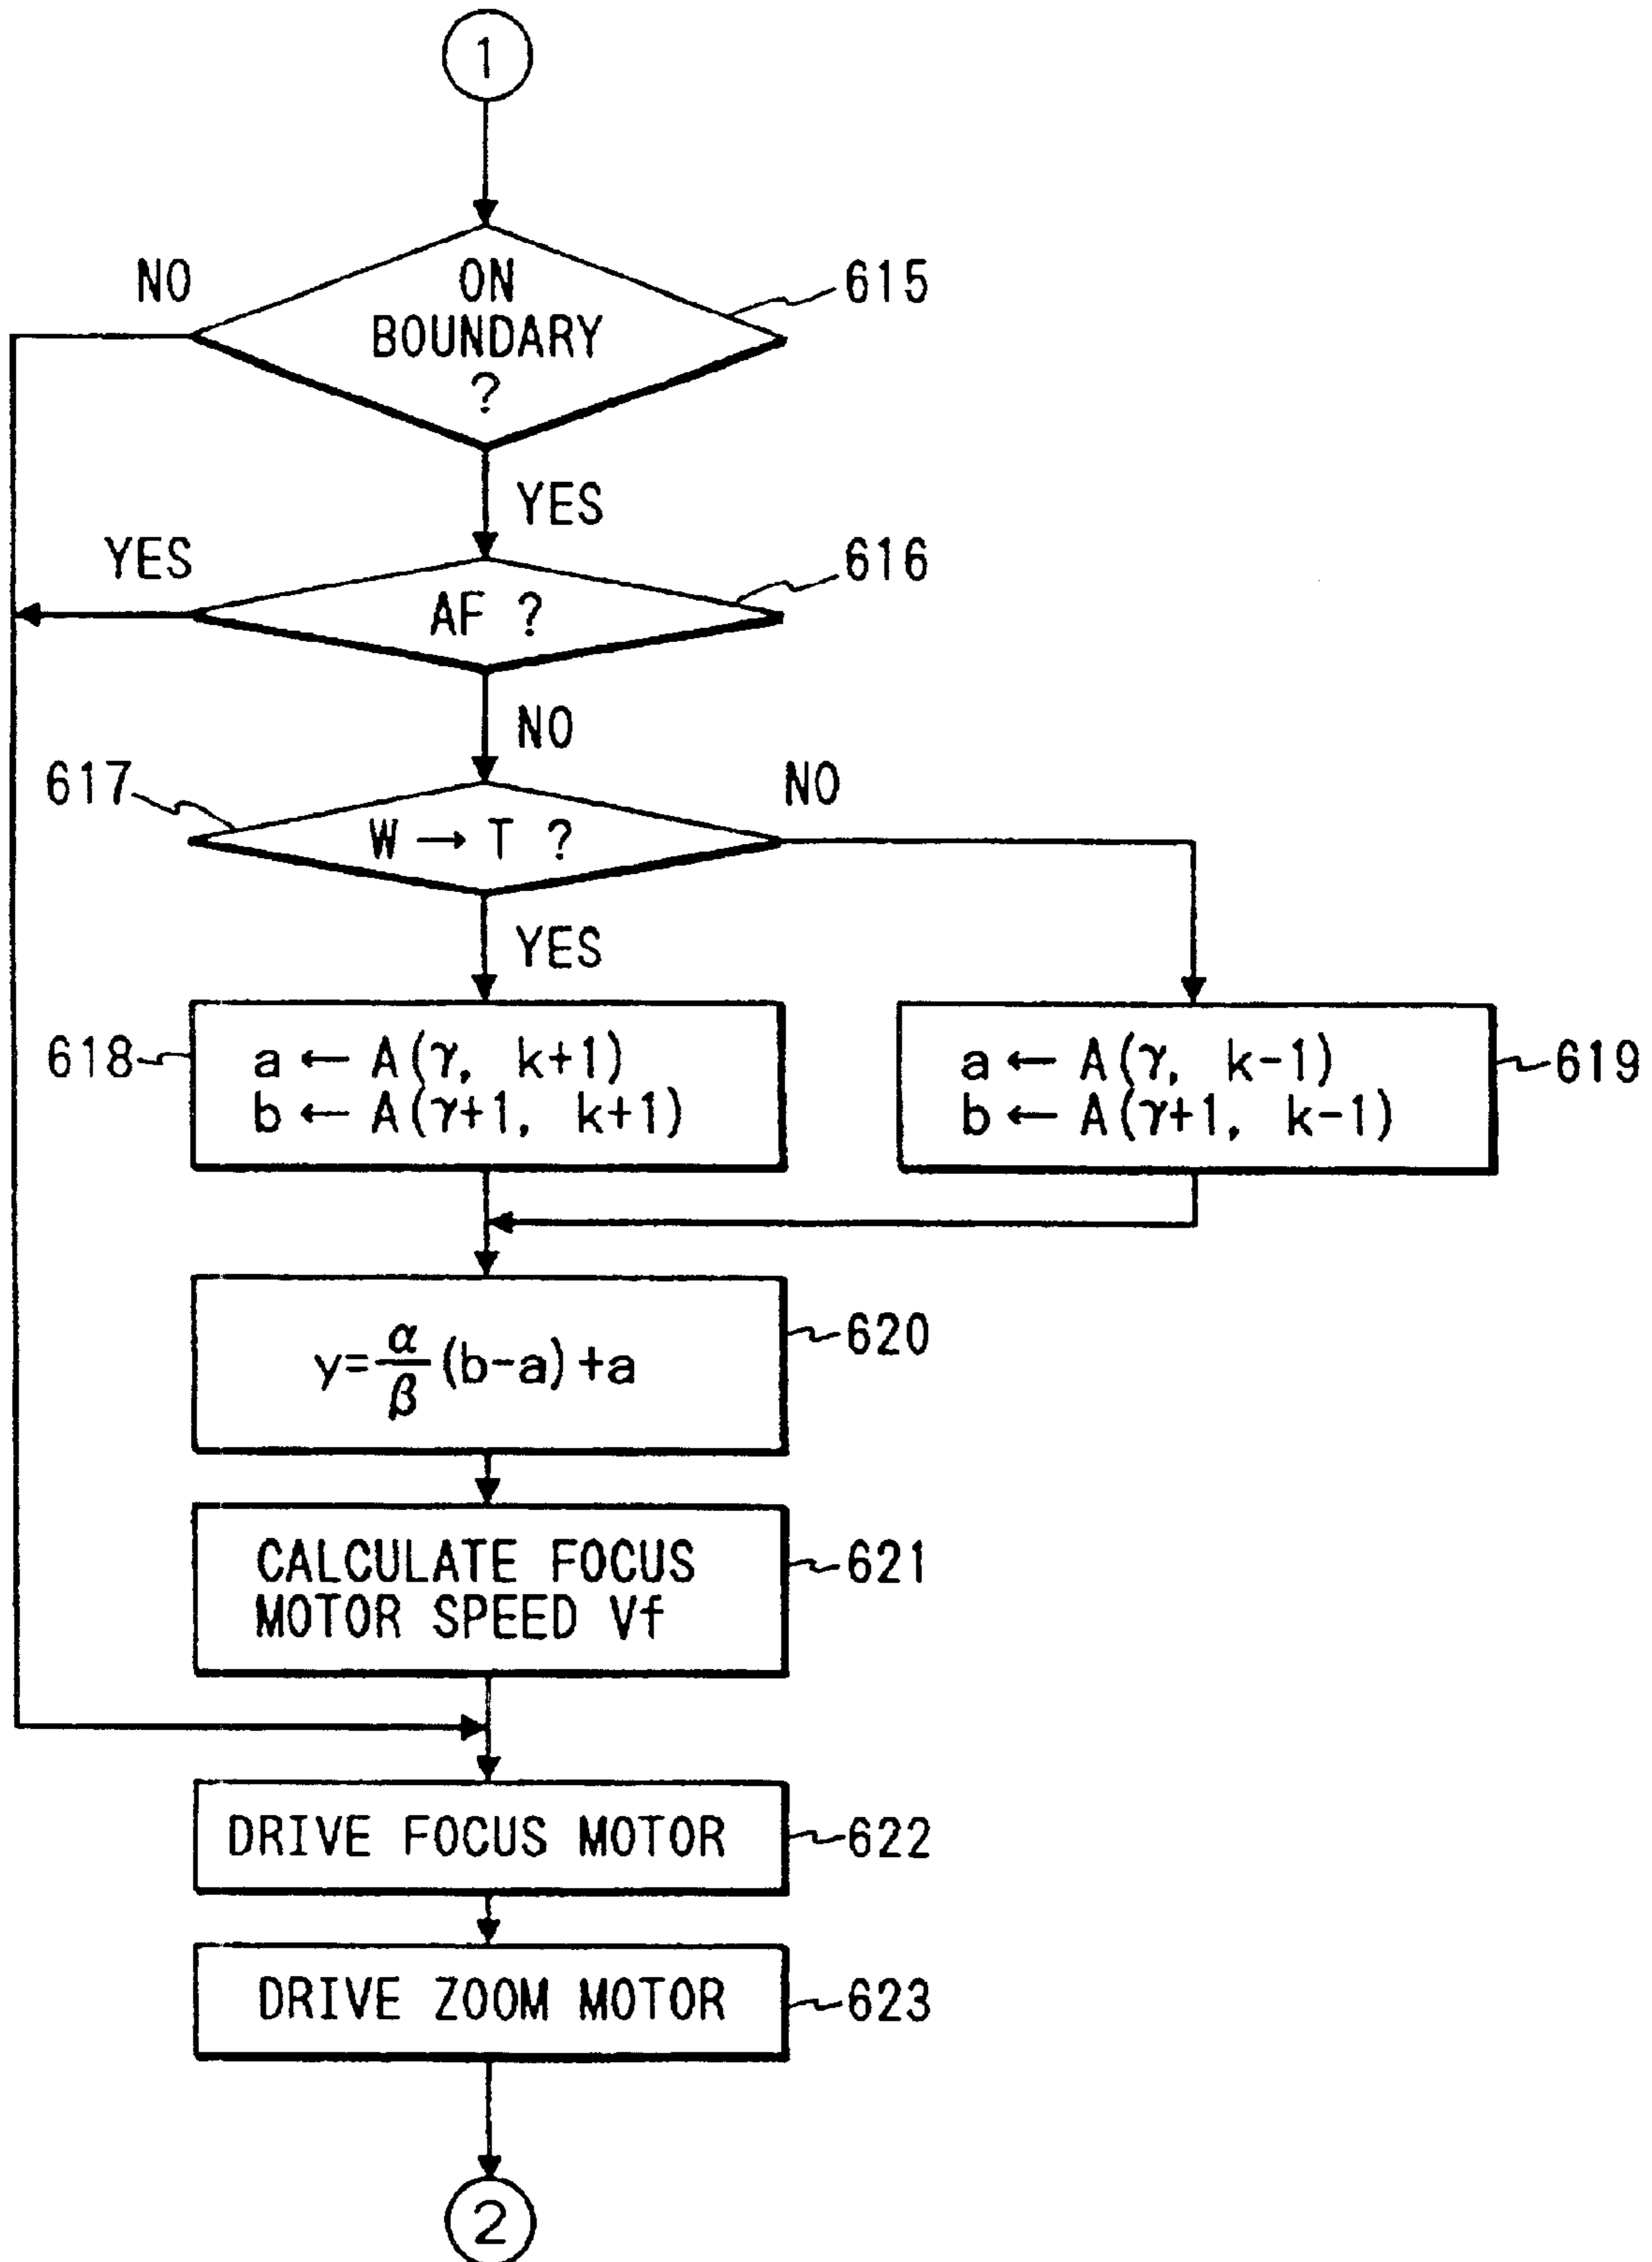 1
NO
ON
BOUNDARY
?
615
YES
YES
AF ?
616
NO
617
W → T ?
NO
YES
618
a ← A(γ, k+1)
b ← A(γ+1, k+1)
a ← A(γ, k-1)
b ← A(γ+1, k-1)
619
y=α/β(b-a)+a
620
CALCULATE FOCUS
MOTOR SPEED Vf
621
DRIVE FOCUS MOTOR
622
DRIVE ZOOM MOTOR
623
2